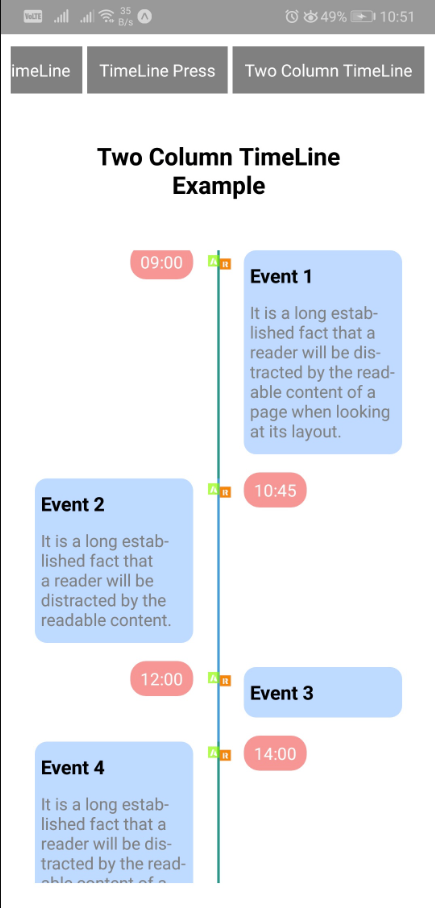 VoLTE 35 B/s 49% 10:51
imeLine TimeLine Press Two Column TimeLine
Two Column TimeLine
Example
09:00 A R Event 1
It is a long estab-
lished fact that a
reader will be dis-
tracted by the read-
able content of a
page when looking
at its layout.
Event 2 A R 10:45
It is a long estab-
lished fact that
a reader will be
distracted by the
readable content.
12:00 A R Event 3
Event 4 A R 14:00
It is a long estab-
lished fact that a
reader will be dis-
tracted by the read-
able content of a